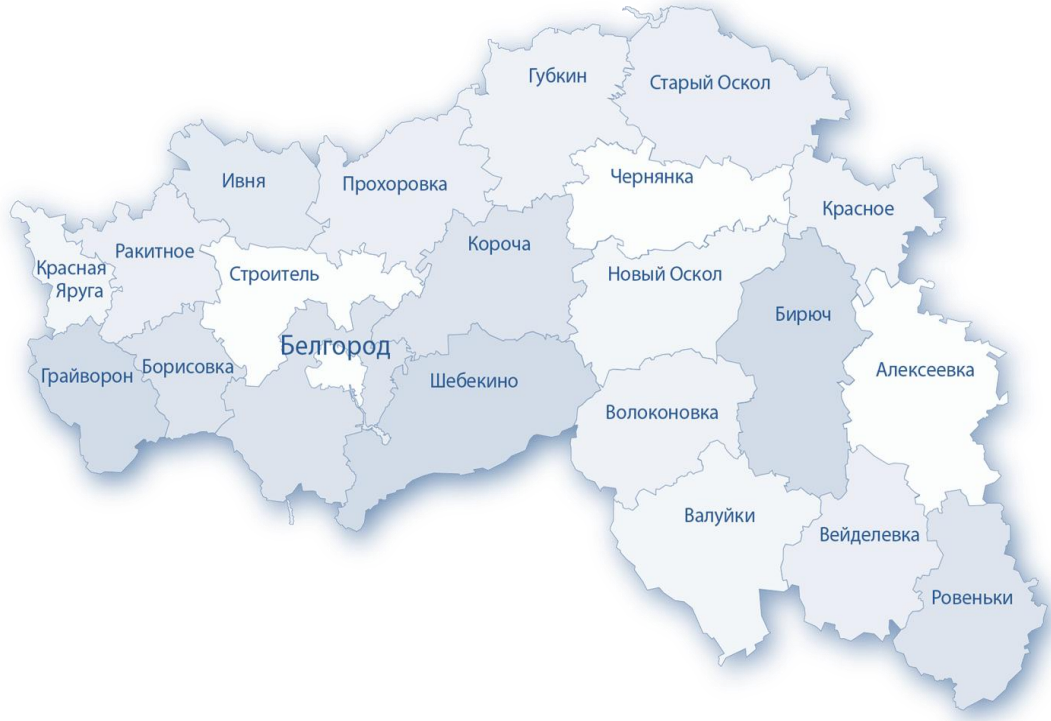 Губкин
Старый Оскол
Ивня
Прохоровка
Чернянка
Красное
Ракитное
Короча
Красная
Яруга
Строитель
Новый Оскол
Бирюч
Белгород
Грайворон
Борисовка
Шебекино
Алексеевка
Волоконовка
Валуйки
Вейделевка
Ровеньки